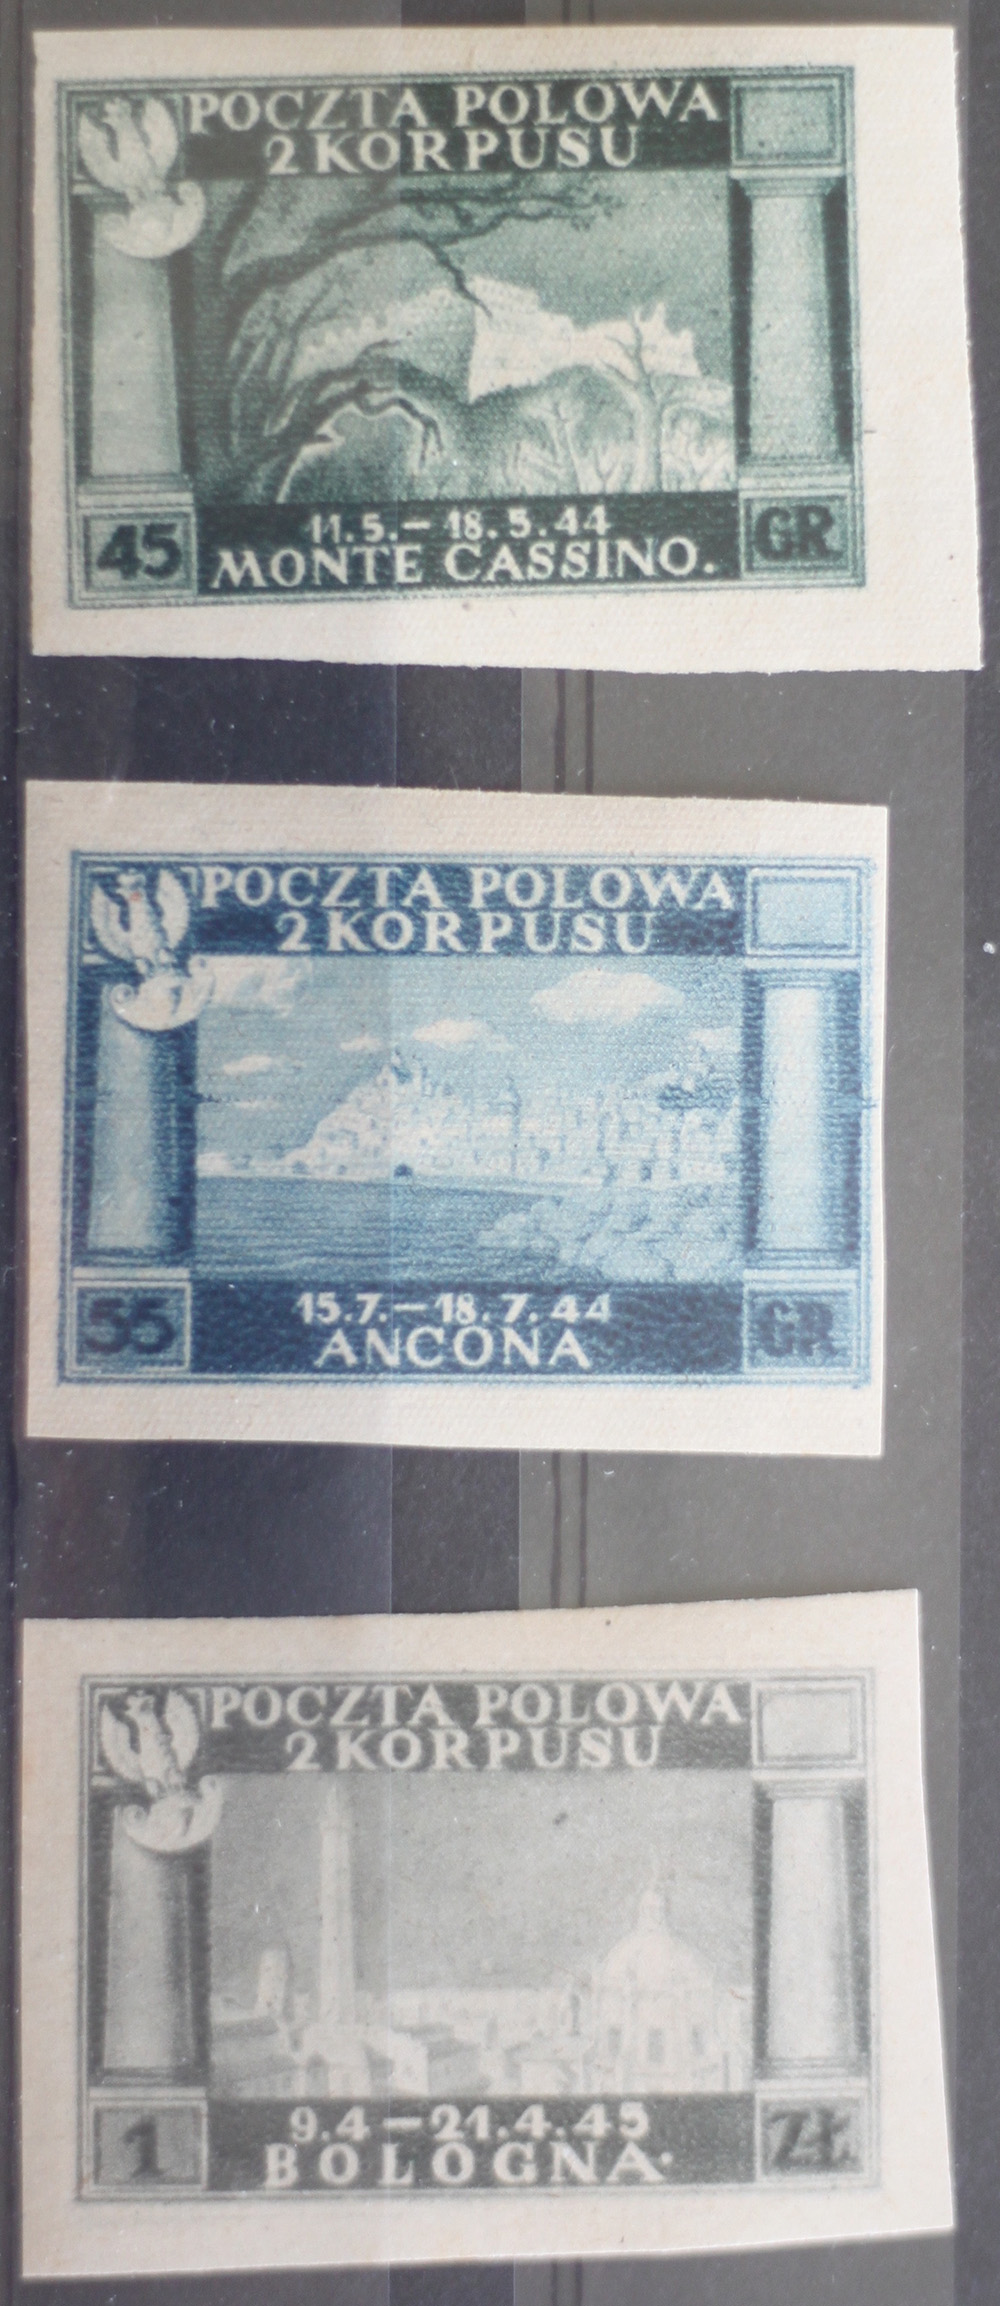 POCZTA POLOWA
2 KORPUSU
11.5.– 18.5.44
45 MONTE CASSINO. GR.
POCZTA POLOWA
2 KORPUSU
15.7.– 18.7.44
55 ANCONA GR.
POCZTA POLOWA
2 KORPUSU
9.4 – 21.4.45
1 BOLOGNA· ZŁ.